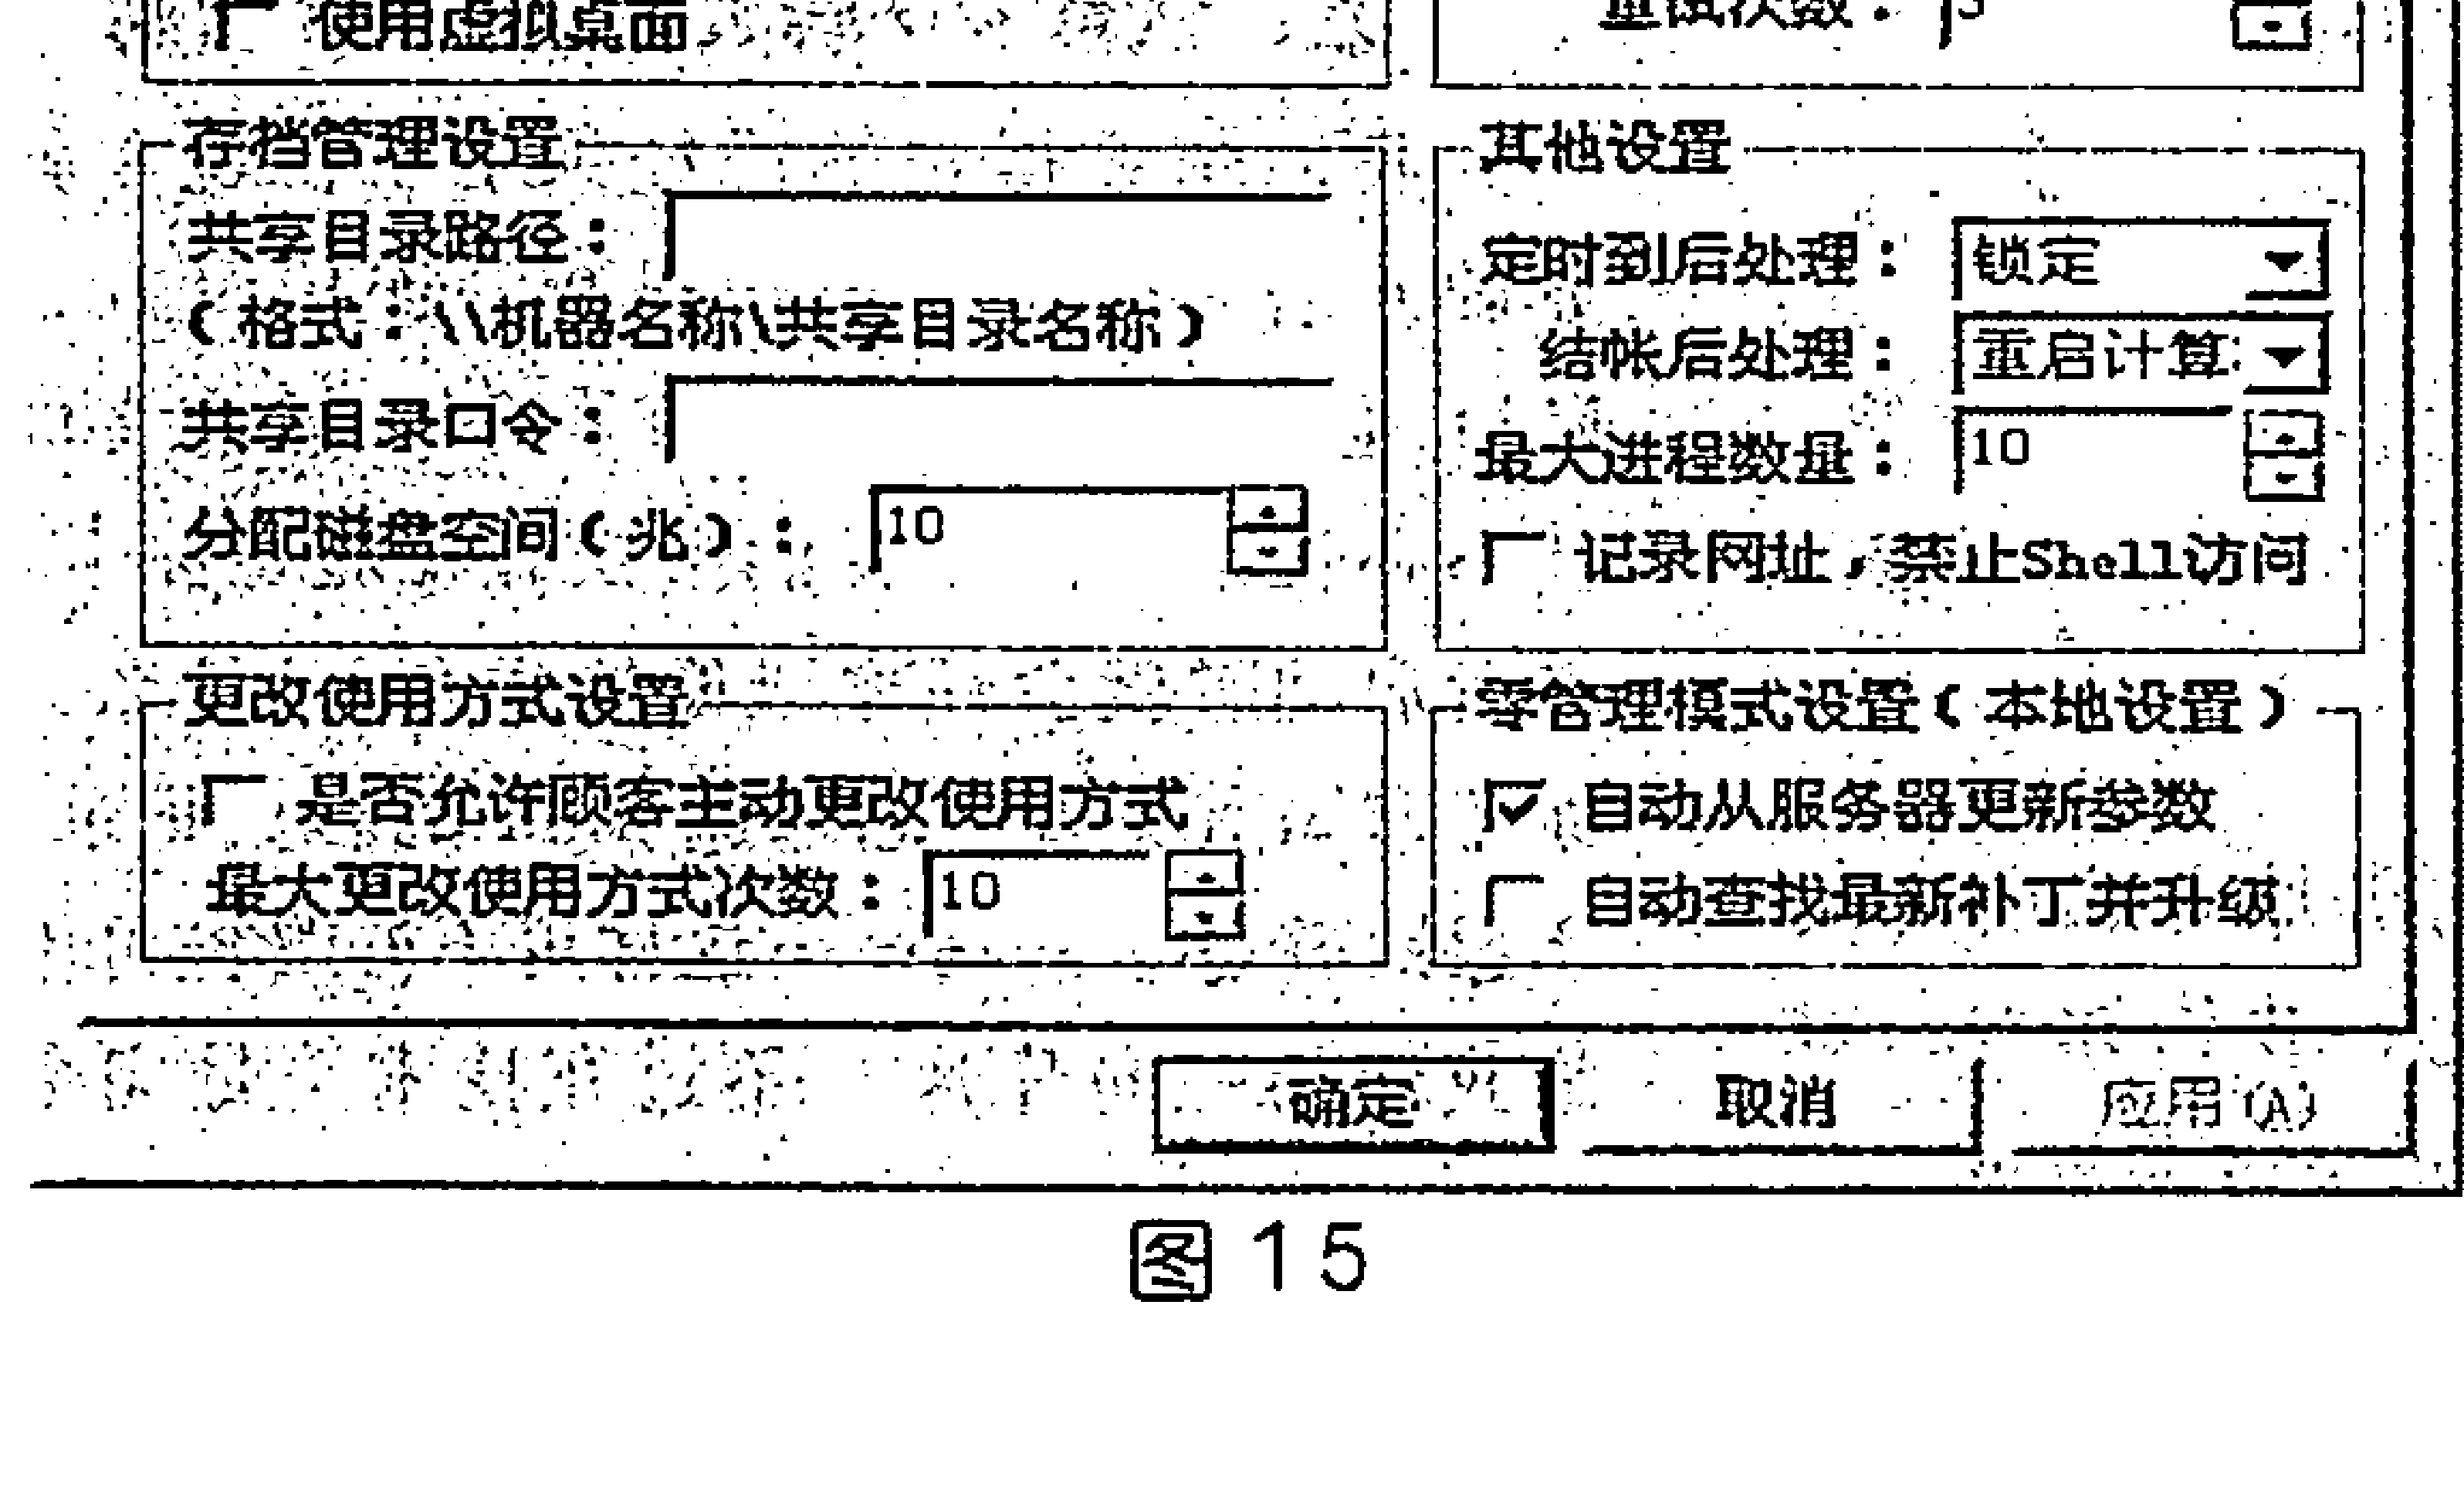 使用虚拟桌面
重试次数：
存档管理设置
共享目录路径：
（格式：\\机器名称\共享目录名称）
共享目录口令：
分配磁盘空间（兆）：10
其他设置
定时到后处理：锁定
结帐后处理：重启计算
最大进程数量：10
记录网址，禁止Shell访问
更改使用方式设置
是否允许顾客主动更改使用方式
最大更改使用方式次数：10
零管理模式设置（本地设置）
自动从服务器更新参数
自动查找最新补丁并升级
确定 取消 应用(A)
图15